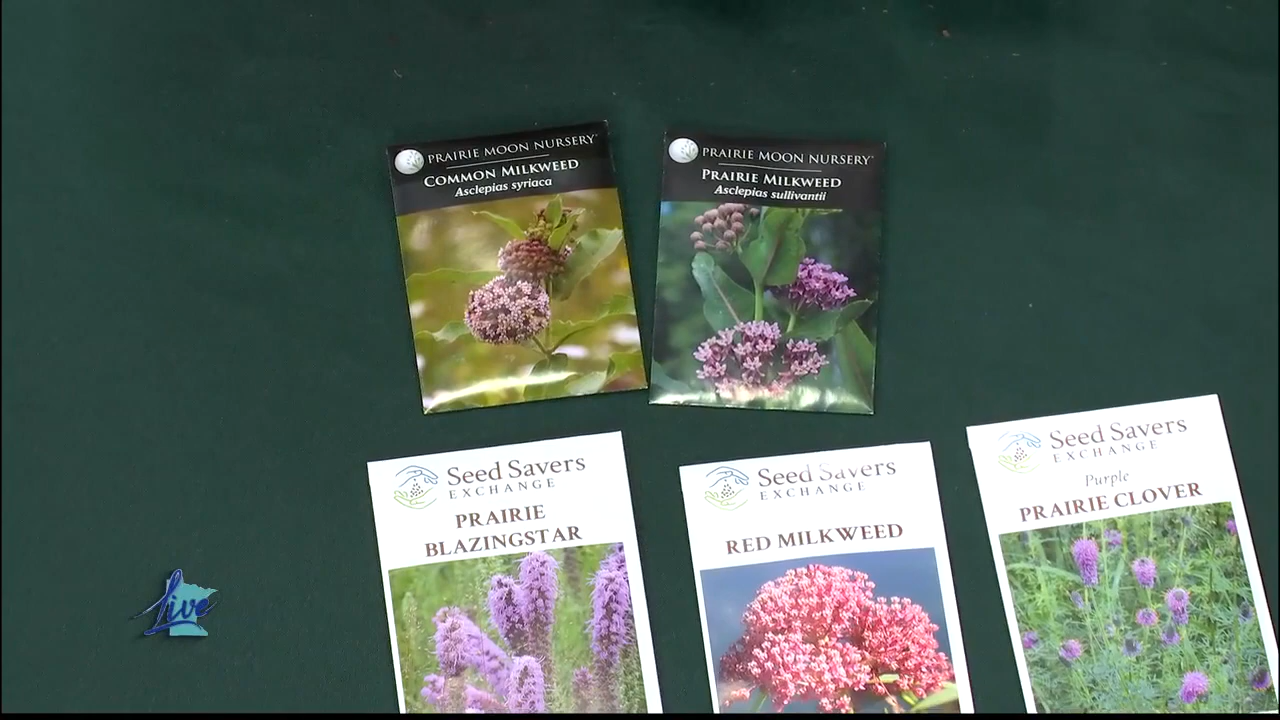 PRAIRIE MOON NURSERY
COMMON MILKWEED
Asclepias syriaca
PRAIRIE MOON NURSERY
PRAIRIE MILKWEED
Asclepias sullivantii
Seed Savers
EXCHANGE
PRAIRIE
BLAZINGSTAR
Seed Savers
EXCHANGE
RED MILKWEED
Seed Savers
EXCHANGE
Purple
PRAIRIE CLOVER
Live